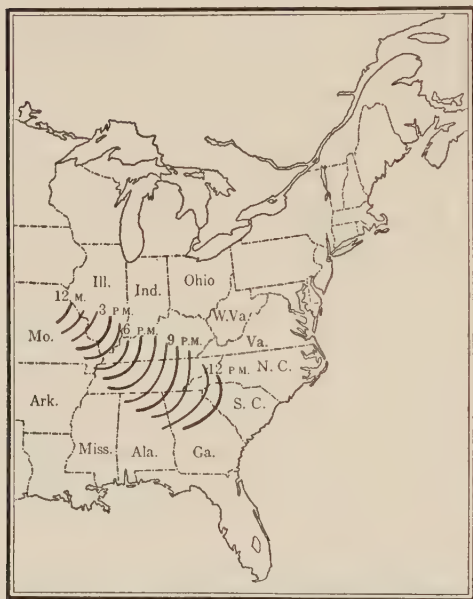 Ill.
Ind.
Ohio
12 M.
3 P.M.
W.Va.
6 P.M.
Mo.
Va.
9 P.M.
12 P.M.
N. C.
Ark.
S. C.
Miss.
Ala.
Ga.